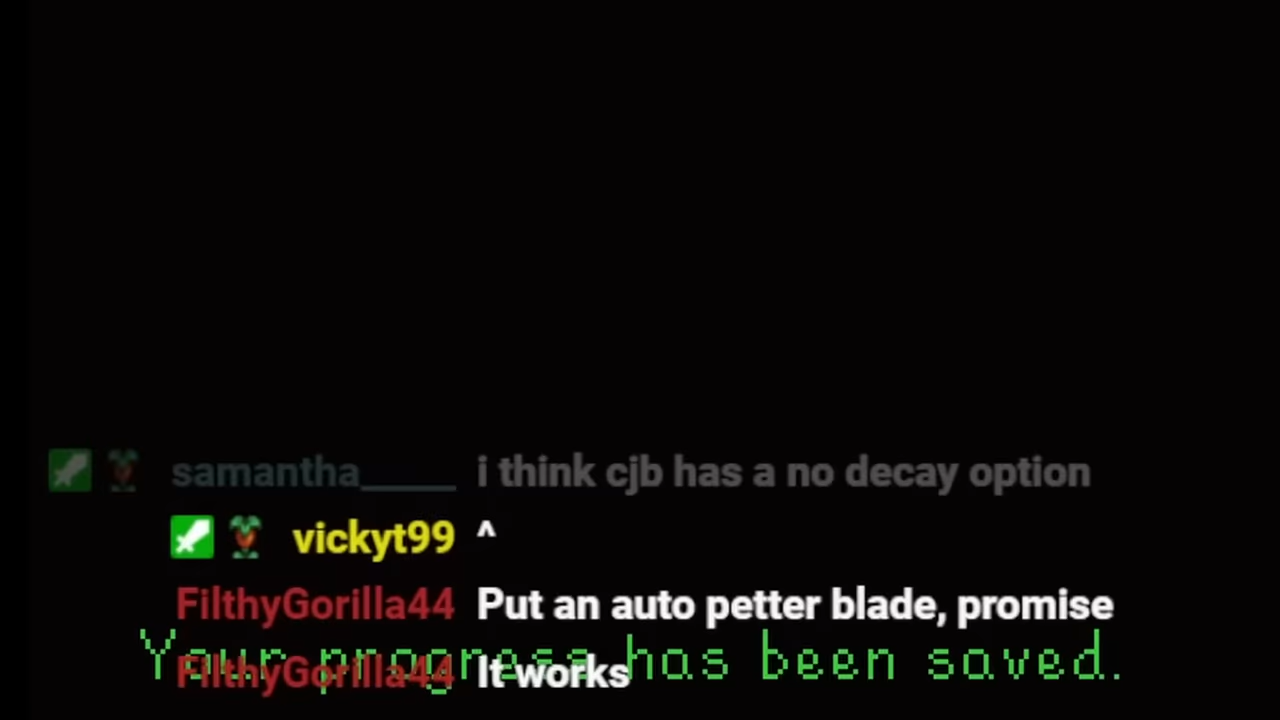 samantha_____ i think cjb has a no decay option
vickyt99 ^
FilthyGorilla44 Put an auto petter blade, promise
Your progress has been saved.
FilthyGorilla44 It works